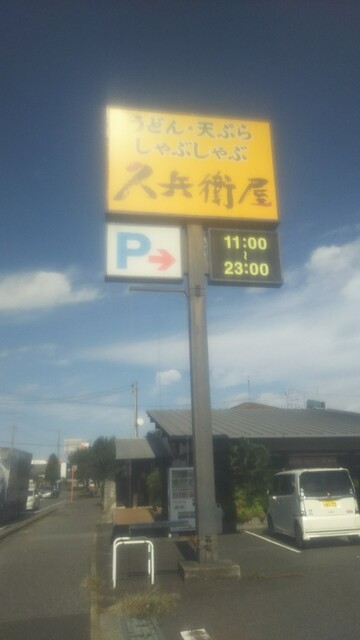 うどん・天ぷら
しゃぶしゃぶ
久兵衛屋
P→
11:00
~
23:00